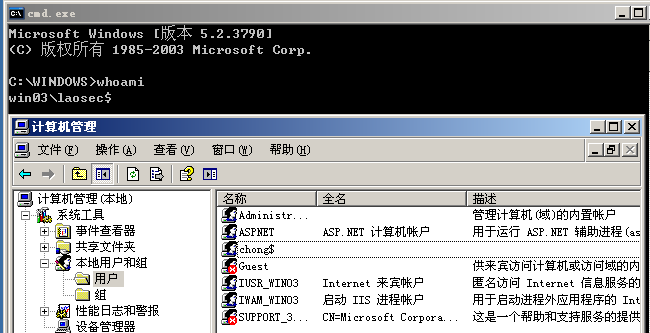 cmd.exe
Microsoft Windows [版本 5.2.3790]
(C) 版权所有 1985-2003 Microsoft Corp.
C:\WINDOWS>whoami
win03\laosec$
计算机管理
文件(F) 操作(A) 查看(V) 窗口(W) 帮助(H)
计算机管理(本地)
系统工具
事件查看器
共享文件夹
本地用户和组
用户
组
性能日志和警报
设备管理器
名称 全名 描述
Administr... 管理计算机(域)的内置帐户
ASPNET ASP.NET 计算机帐户 用于运行 ASP.NET 辅助进程(as
chong$
Guest 供来宾访问计算机或访问域的内
IUSR_WIN03 Internet 来宾帐户 匿名访问 Internet 信息服务的
IWAM_WIN03 启动 IIS 进程帐户 用于启动进程外应用程序的 Int
SUPPORT_3... CN=Microsoft Corpora... 这是一个帮助和支持服务的提供